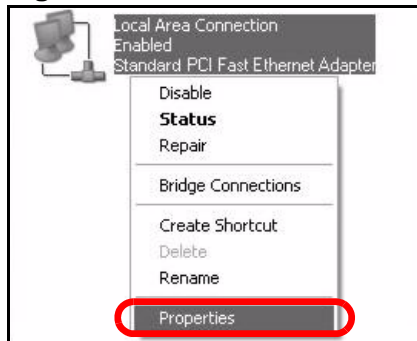 Local Area Connection
Enabled
Standard PCI Fast Ethernet Adapter
Disable
Status
Repair
Bridge Connections
Create Shortcut
Delete
Rename
Properties